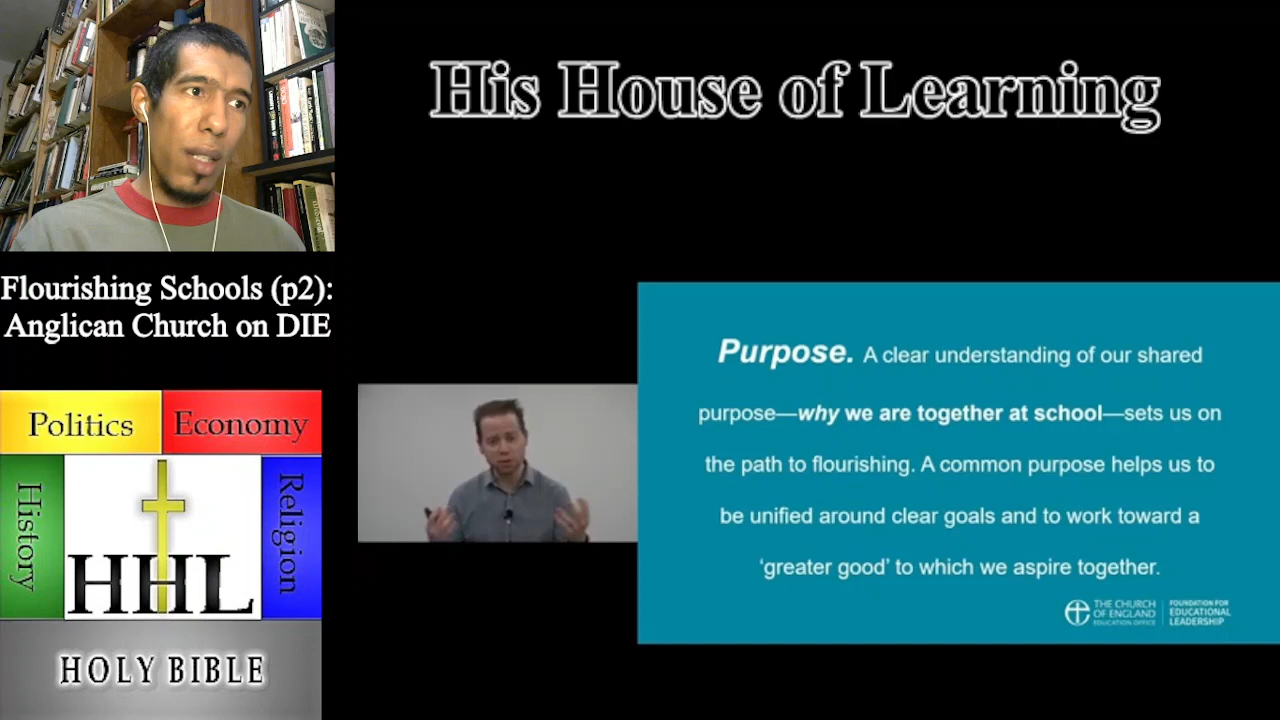 His House of Learning
Flourishing Schools (p2):
Anglican Church on DIE
Politics
Economy
History
Religion
HHL
HOLY BIBLE
Purpose. A clear understanding of our shared
purpose—why we are together at school—sets us on
the path to flourishing. A common purpose helps us to
be unified around clear goals and to work toward a
‘greater good’ to which we aspire together.
THE CHURCH
OF ENGLAND
EDUCATION OFFICE
FOUNDATION FOR
EDUCATIONAL
LEADERSHIP